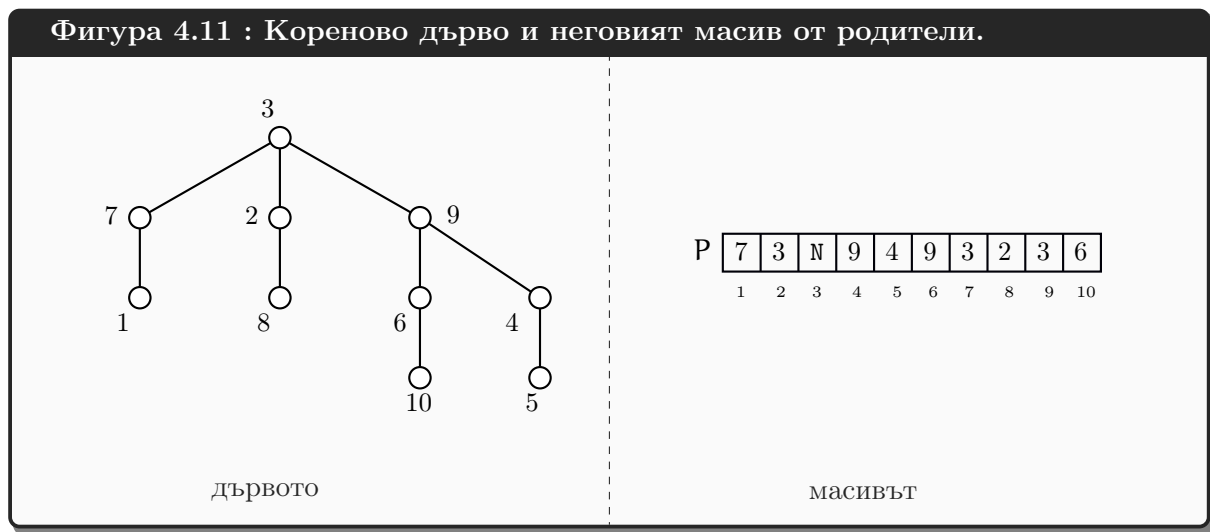 Фигура 4.11 : Кореново дърво и неговият масив от родители.
3
7 2 9
1 8 6 4
10 5
дървото
P 7 3 N 9 4 9 3 2 3 6
1 2 3 4 5 6 7 8 9 10
масивът